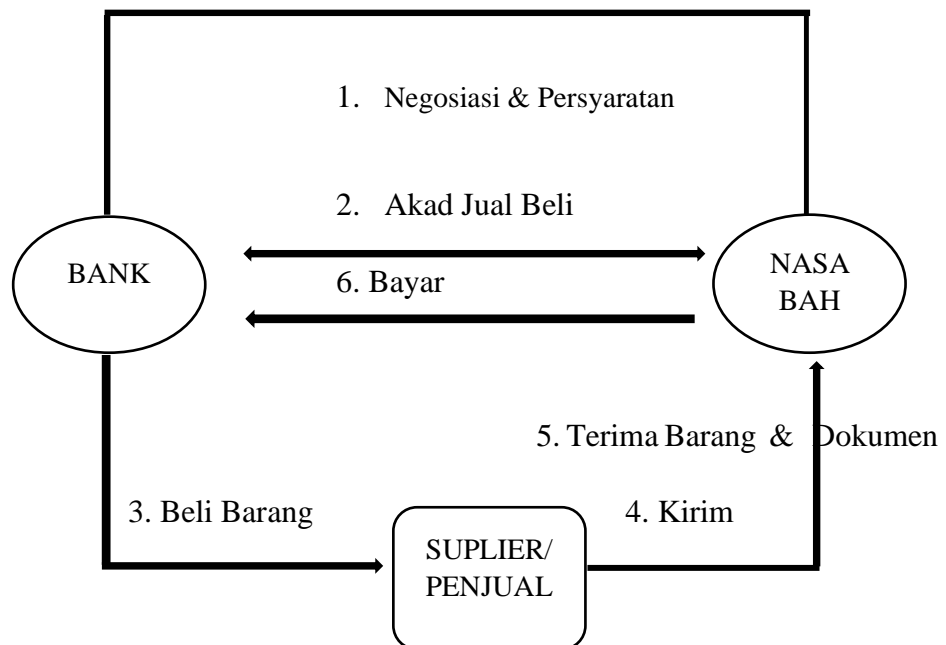 1. Negosiasi & Persyaratan
2. Akad Jual Beli
BANK
NASA
BAH
6. Bayar
5. Terima Barang & Dokumen
3. Beli Barang
4. Kirim
SUPLIER/
PENJUAL